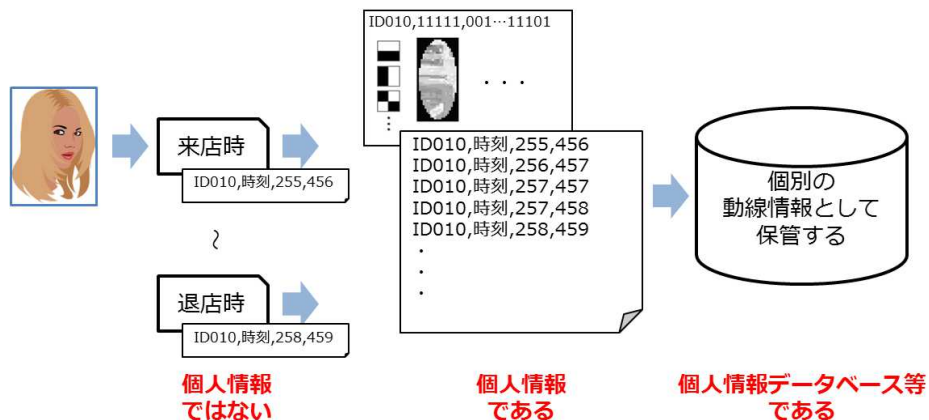 ID010,11111,001…11101
・・・
来店時
ID010,時刻,255,456
～
退店時
ID010,時刻,258,459
ID010,時刻,255,456
ID010,時刻,256,457
ID010,時刻,257,457
ID010,時刻,257,458
ID010,時刻,258,459
・
・
・
個別の
動線情報として
保管する
個人情報
ではない
個人情報
である
個人情報データベース等
である